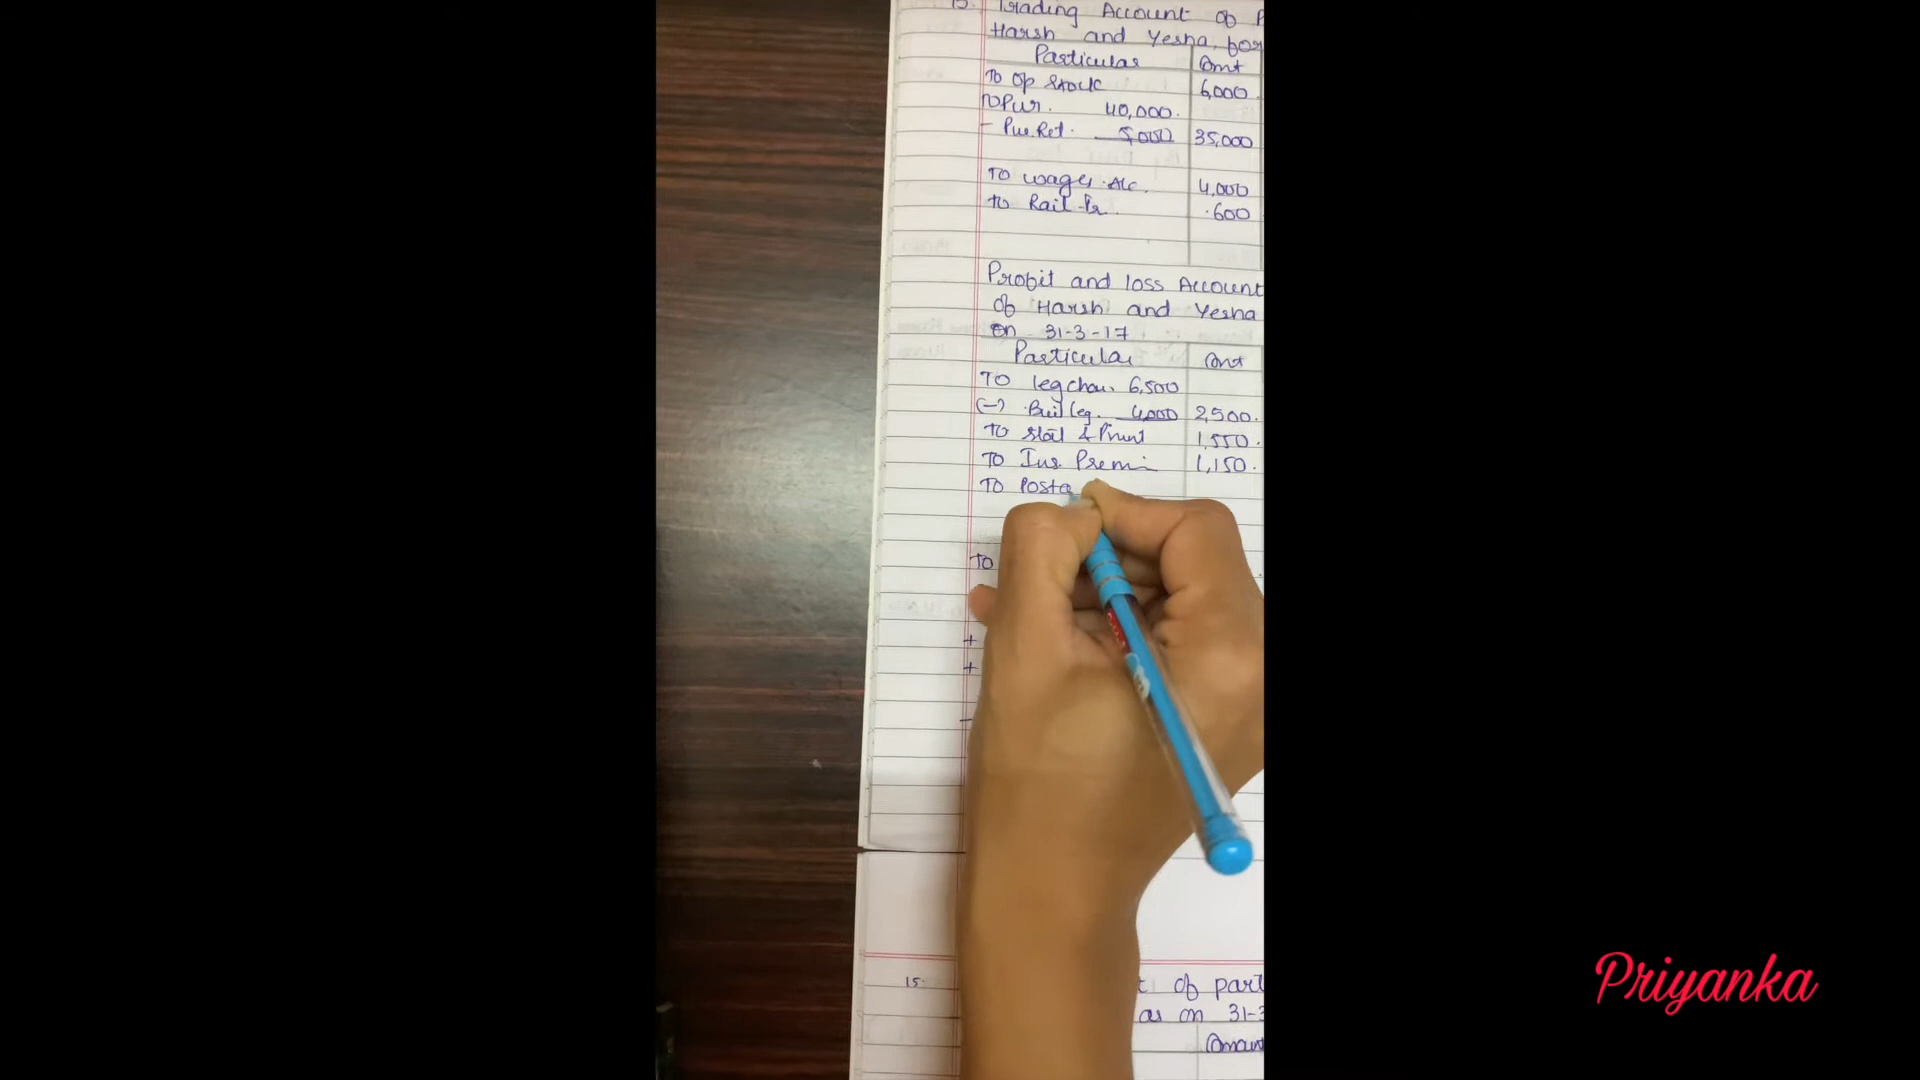 15. Trading Account of P
Harsh and Yesha, for
Particulars Amt
To Op Stock 6,000
To Pur. 40,000.
- Pur. Ret. 5,000 35,000
To wages A/c. 4,000
To Rail Fr. 600
Profit and loss Account
of Harsh and Yesha
on 31-3-17
Particular Amt
To leg char. 6,500
(-) Buil leg. 4,000 2,500.
To Stat & Print 1,550.
To Ins. Premi 1,150.
To Posta
To
+
+
-
15. of part
as on 31-3
Amount
Priyanka